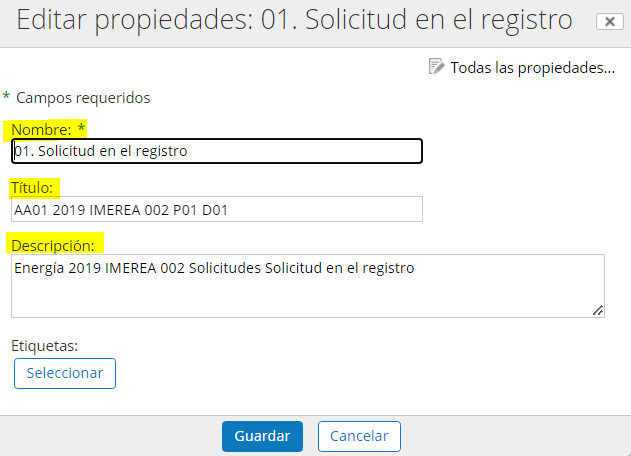 Editar propiedades: 01. Solicitud en el registro
Todas las propiedades...
* Campos requeridos
Nombre: *
01. Solicitud en el registro
Título:
AA01 2019 IMEREA 002 P01 D01
Descripción:
Energía 2019 IMEREA 002 Solicitudes Solicitud en el registro
Etiquetas:
Seleccionar
Guardar Cancelar